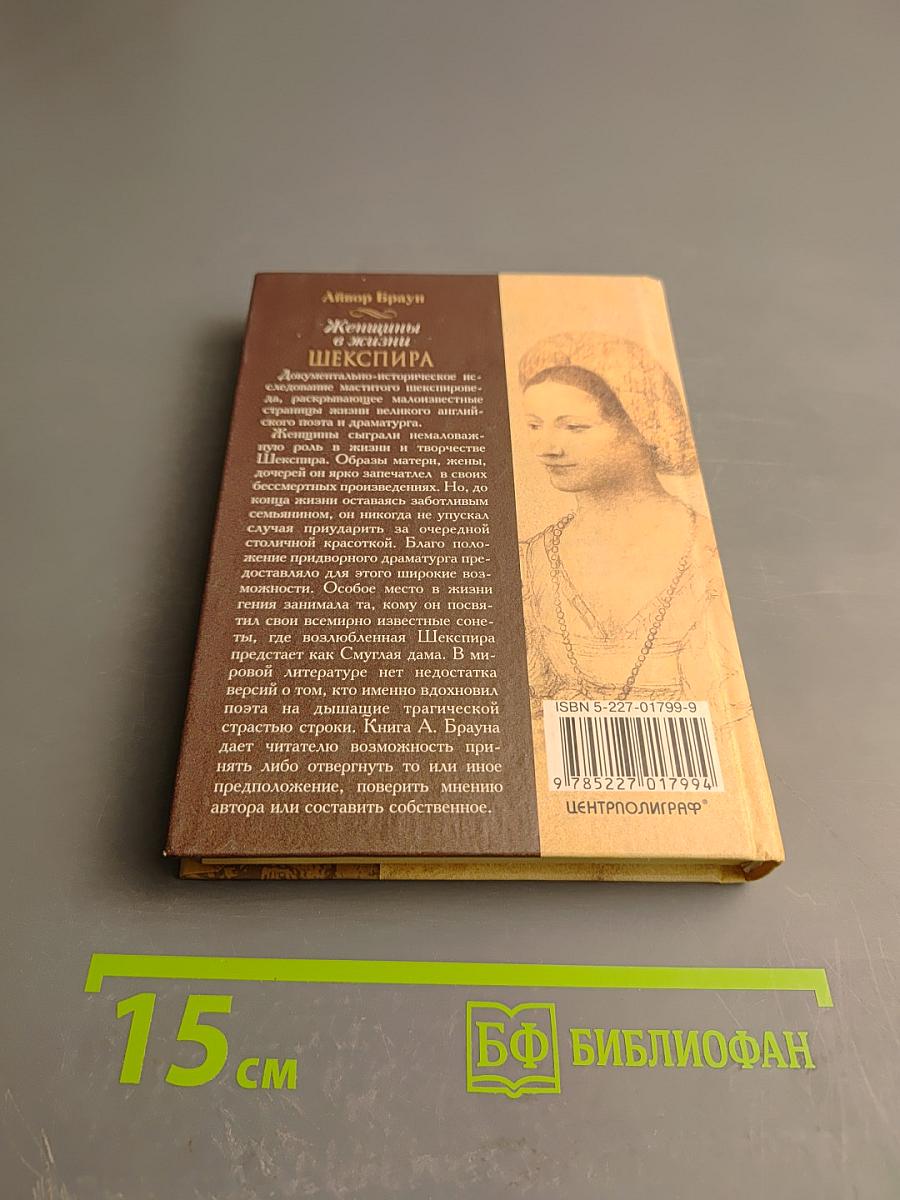 Айвор Браун
Женщины
в жизни
ШЕКСПИРА
Документально-историческое ис-
следование маститого шекспирове-
да, раскрывающее малоизвестные
страницы жизни великого англий-
ского поэта и драматурга.
Женщины сыграли немаловаж-
ную роль в жизни и творчестве
Шекспира. Образы матери, жены,
дочерей он ярко запечатлел в своих
бессмертных произведениях. Но, до
конца жизни оставаясь заботливым
семьянином, он никогда не упускал
случая приударить за очередной
столичной красоткой. Благо поло-
жение придворного драматурга пре-
доставляло для этого широкие воз-
можности. Особое место в жизни
гения занимала та, кому он посвя-
тил свои всемирно известные соне-
ты, где возлюбленная Шекспира
предстает как Смуглая дама. В ми-
ровой литературе нет недостатка
версий о том, кто именно вдохновил
поэта на дышащие трагической
страстью строки. Книга А. Брауна
дает читателю возможность при-
нять либо отвергнуть то или иное
предположение, поверить мнению
автора или составить собственное.
ISBN 5-227-01799-9
9 785227 017994
ЦЕНТРПОЛИГРАФ®
15 см
БФ БИБЛИОФАН